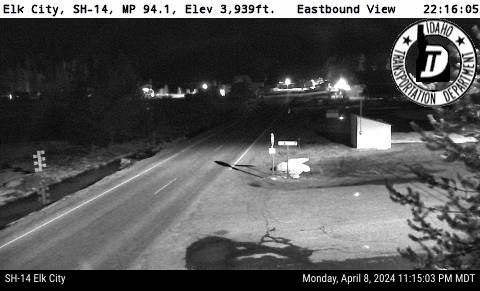 Elk City, SH-14, MP 94.1, Elev 3,939ft. Eastbound View 22:16:05
IDAHO
TRANSPORTATION DEPARTMENT
SH-14 Elk City Monday, April 8, 2024 11:15:03 PM MDT